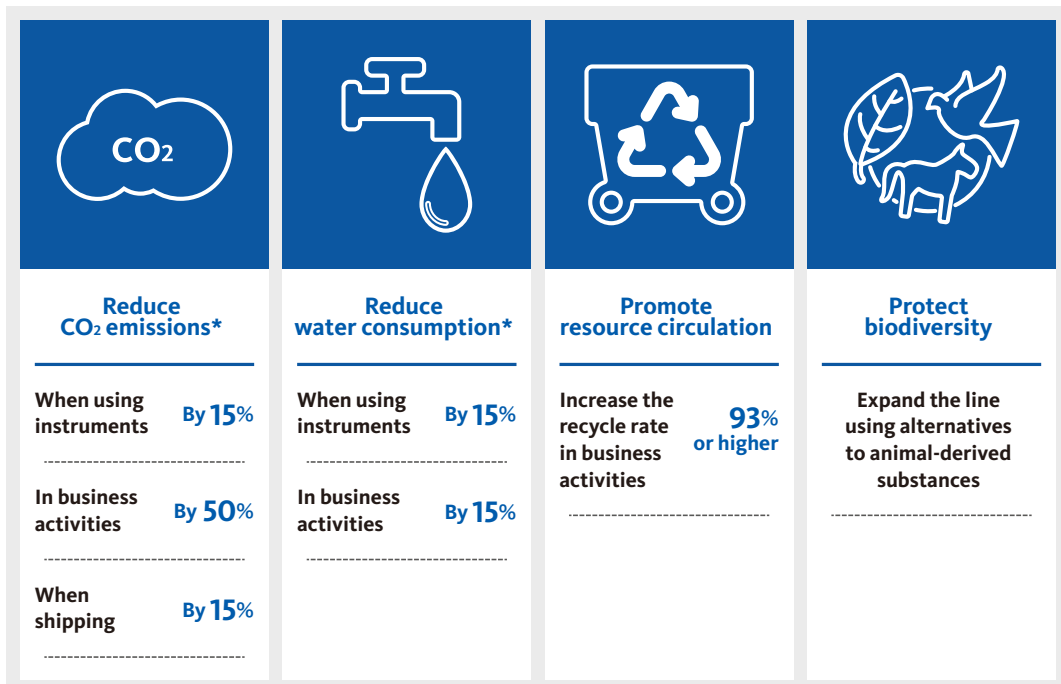 CO2
Reduce
CO2 emissions*
When using
instruments
By 15%
In business
activities
By 50%
When
shipping
By 15%
Reduce
water consumption*
When using
instruments
By 15%
In business
activities
By 15%
Promote
resource circulation
Increase the
recycle rate
in business
activities
93%
or higher
Protect
biodiversity
Expand the line
using alternatives
to animal-derived
substances